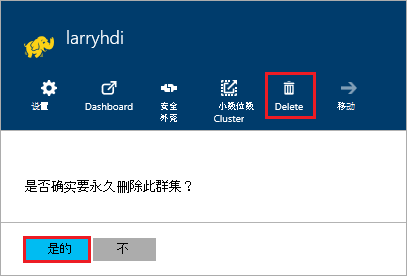 larryhdi
设置
Dashboard
安全
外壳
小数位数
Cluster
Delete
移动
是否确实要永久删除此群集？
是的
不